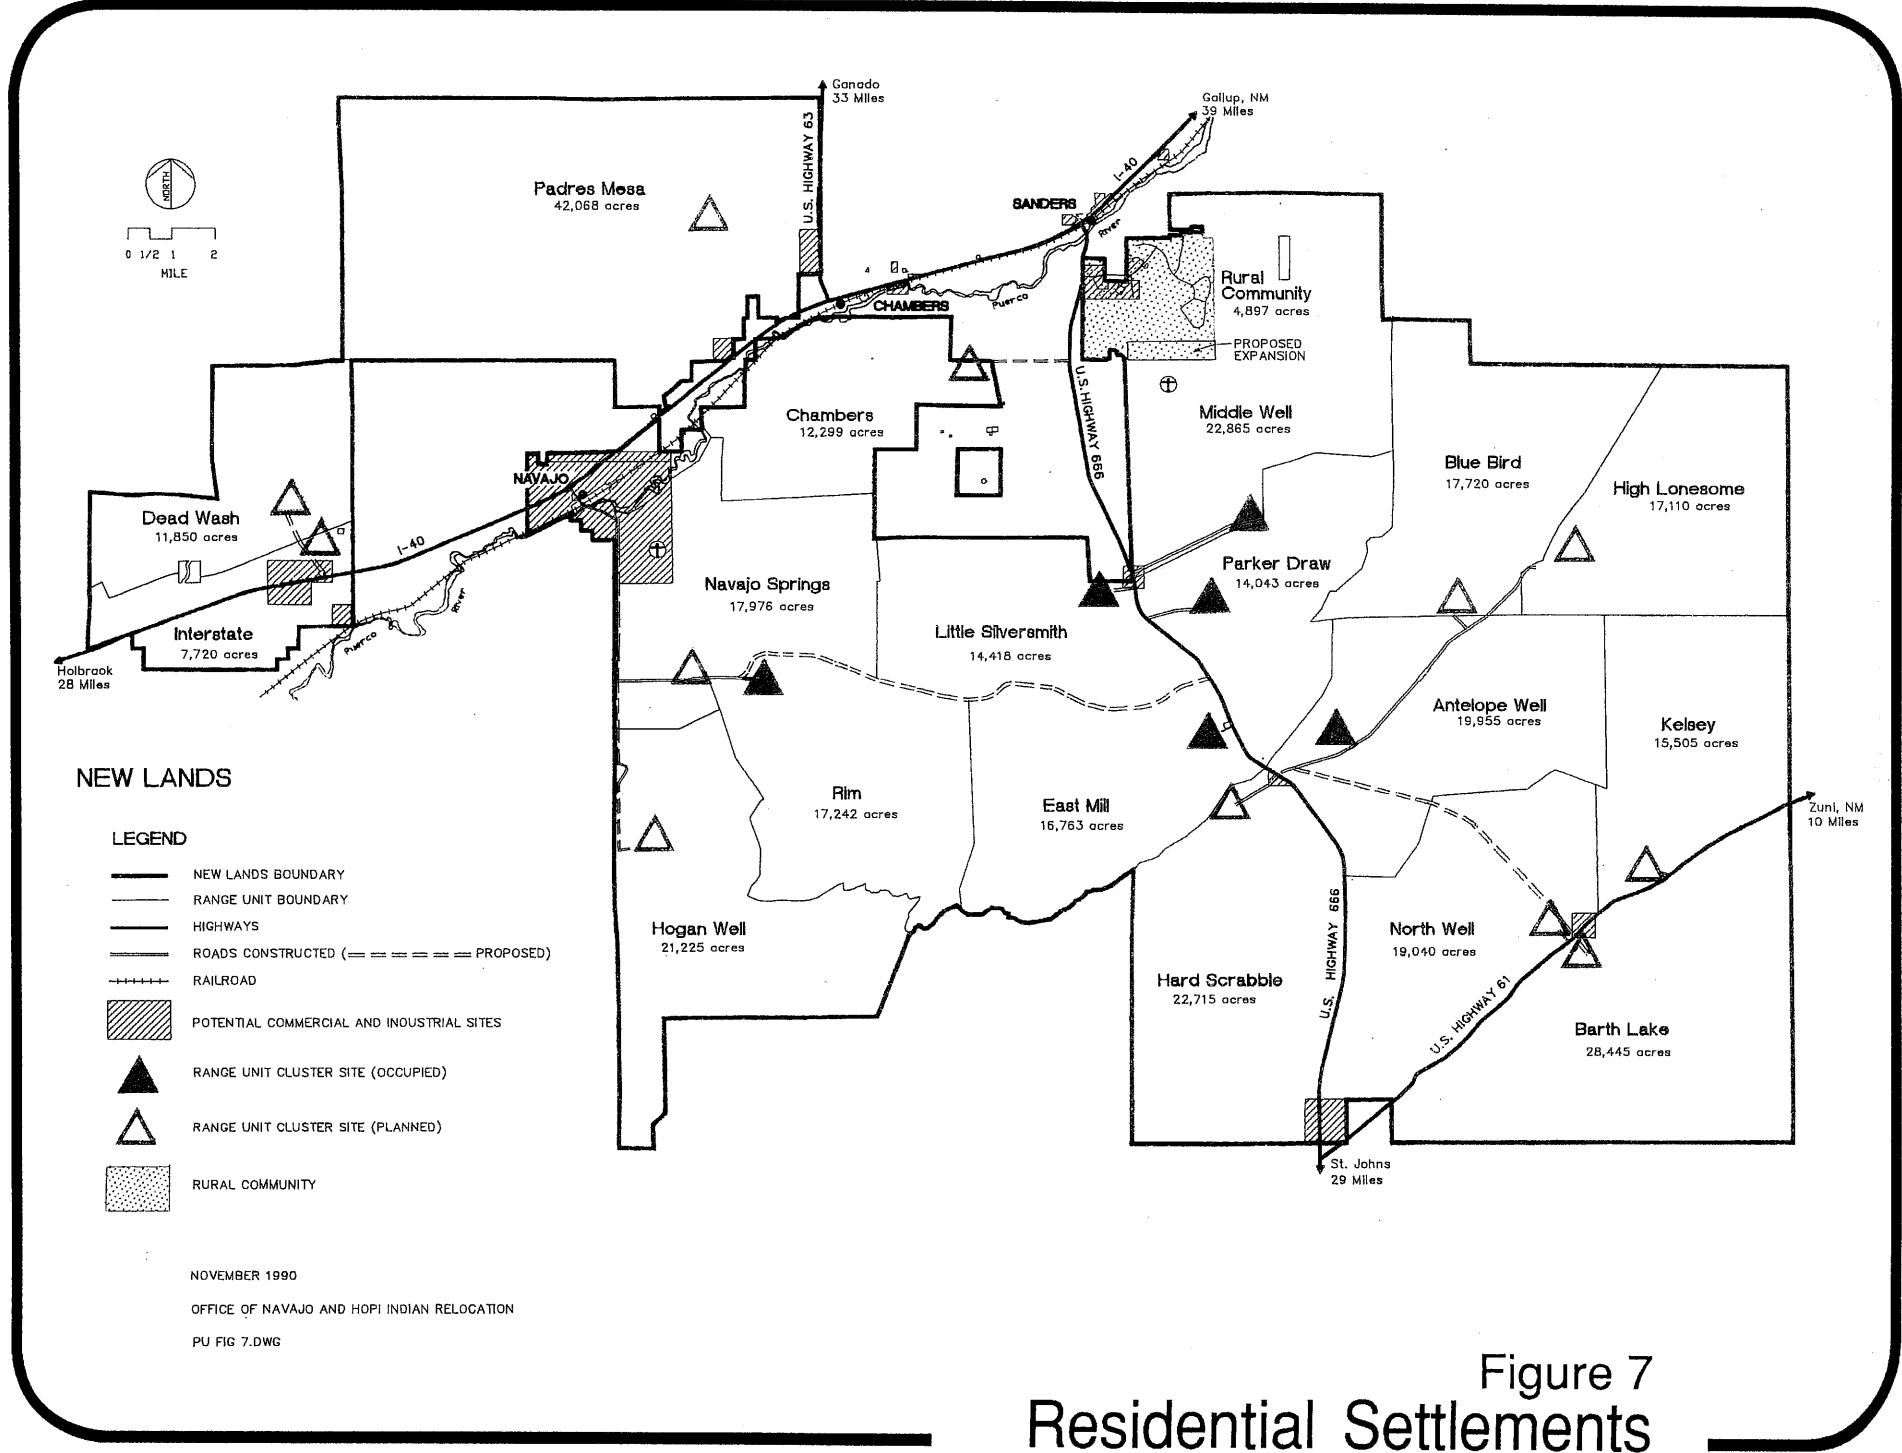 Ganado
33 Miles
Gallup, NM
39 Miles
U.S. HIGHWAY 63
I-40
NORTH
0 1/2 1 2
MILE
Padres Mesa
42,068 acres
SANDERS
River
Puerco
CHAMBERS
Rural
Community
4,897 acres
PROPOSED
EXPANSION
U.S. HIGHWAY 666
Chambers
12,299 acres
Middle Well
22,865 acres
Blue Bird
17,720 acres
High Lonesome
17,110 acres
NAVAJO
Dead Wash
11,850 acres
I-40
River
Puerco
Interstate
7,720 acres
Holbrook
28 Miles
Navajo Springs
17,976 acres
Parker Draw
14,043 acres
Little Silversmith
14,418 acres
Antelope Well
19,955 acres
Kelsey
15,505 acres
Rim
17,242 acres
East Mill
16,763 acres
Zuni, NM
10 Miles
Hogan Well
21,225 acres
U.S. HIGHWAY 666
North Well
19,040 acres
Hard Scrabble
22,715 acres
U.S. HIGHWAY 61
Barth Lake
28,445 acres
St. Johns
29 Miles
NEW LANDS
LEGEND
NEW LANDS BOUNDARY
RANGE UNIT BOUNDARY
HIGHWAYS
ROADS CONSTRUCTED (====== PROPOSED)
RAILROAD
POTENTIAL COMMERCIAL AND INDUSTRIAL SITES
RANGE UNIT CLUSTER SITE (OCCUPIED)
RANGE UNIT CLUSTER SITE (PLANNED)
RURAL COMMUNITY
NOVEMBER 1990
OFFICE OF NAVAJO AND HOPI INDIAN RELOCATION
PU FIG 7.DWG
Figure 7
Residential Settlements